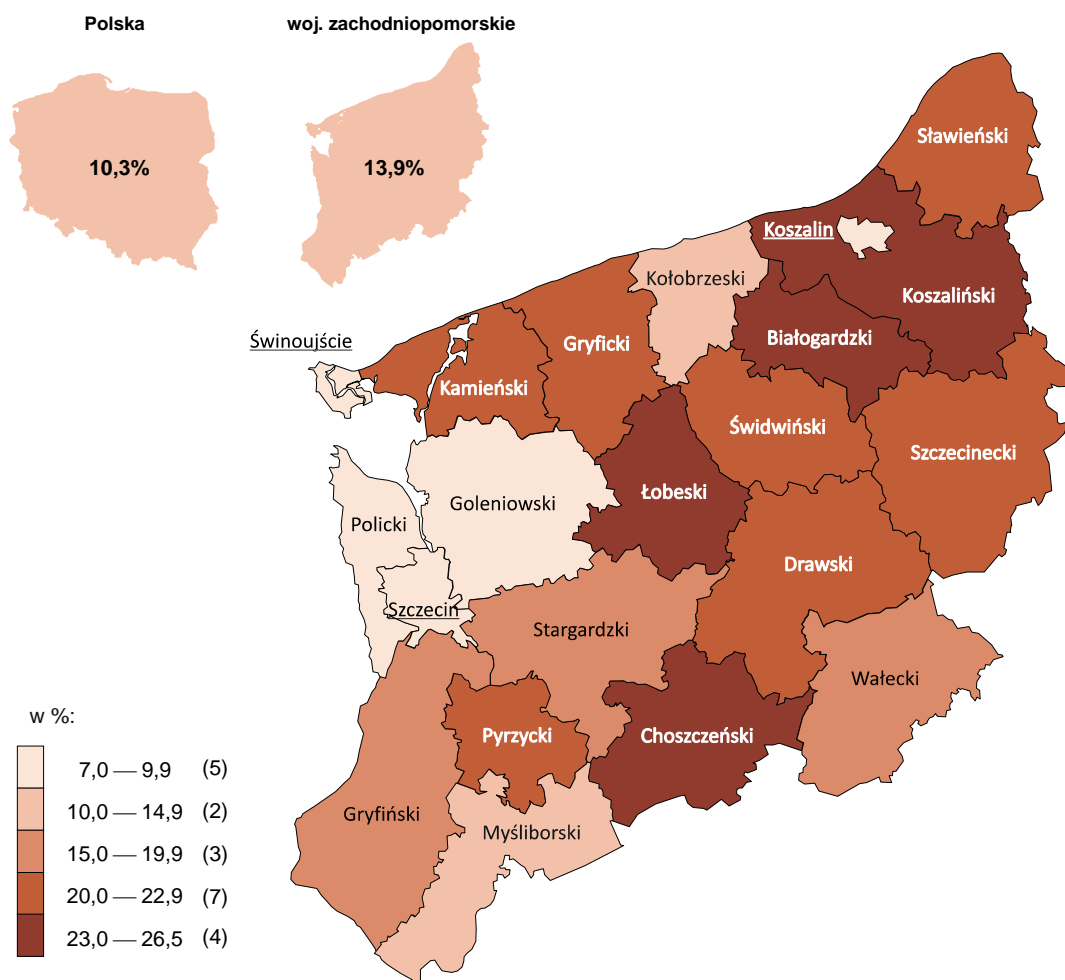 Polska
woj. zachodniopomorskie
10,3%
13,9%
Sławieński
Koszalin
Kołobrzeski
Koszaliński
Białogardzki
Świnoujście
Gryficki
Kamieński
Świdwiński
Szczecinecki
Łobeski
Goleniowski
Policki
Drawski
Szczecin
Stargardzki
Wałecki
Pyrzycki
Choszczeński
Gryfiński
Myśliborski
w %:
7,0 — 9,9 (5)
10,0 — 14,9 (2)
15,0 — 19,9 (3)
20,0 — 22,9 (7)
23,0 — 26,5 (4)